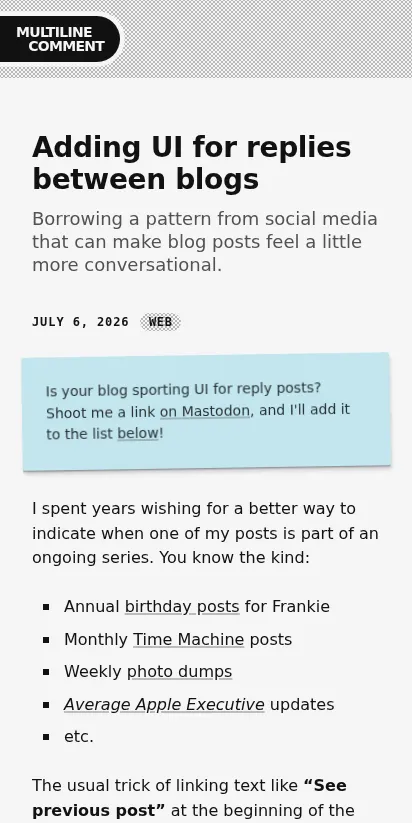 MULTILINE
COMMENT
Adding UI for replies
between blogs
Borrowing a pattern from social media
that can make blog posts feel a little
more conversational.
JULY 6, 2026 WEB
Is your blog sporting UI for reply posts?
Shoot me a link on Mastodon, and I'll add it
to the list below!
I spent years wishing for a better way to
indicate when one of my posts is part of an
ongoing series. You know the kind:
▪ Annual birthday posts for Frankie
▪ Monthly Time Machine posts
▪ Weekly photo dumps
▪ Average Apple Executive updates
▪ etc.
The usual trick of linking text like “See
previous post” at the beginning of the